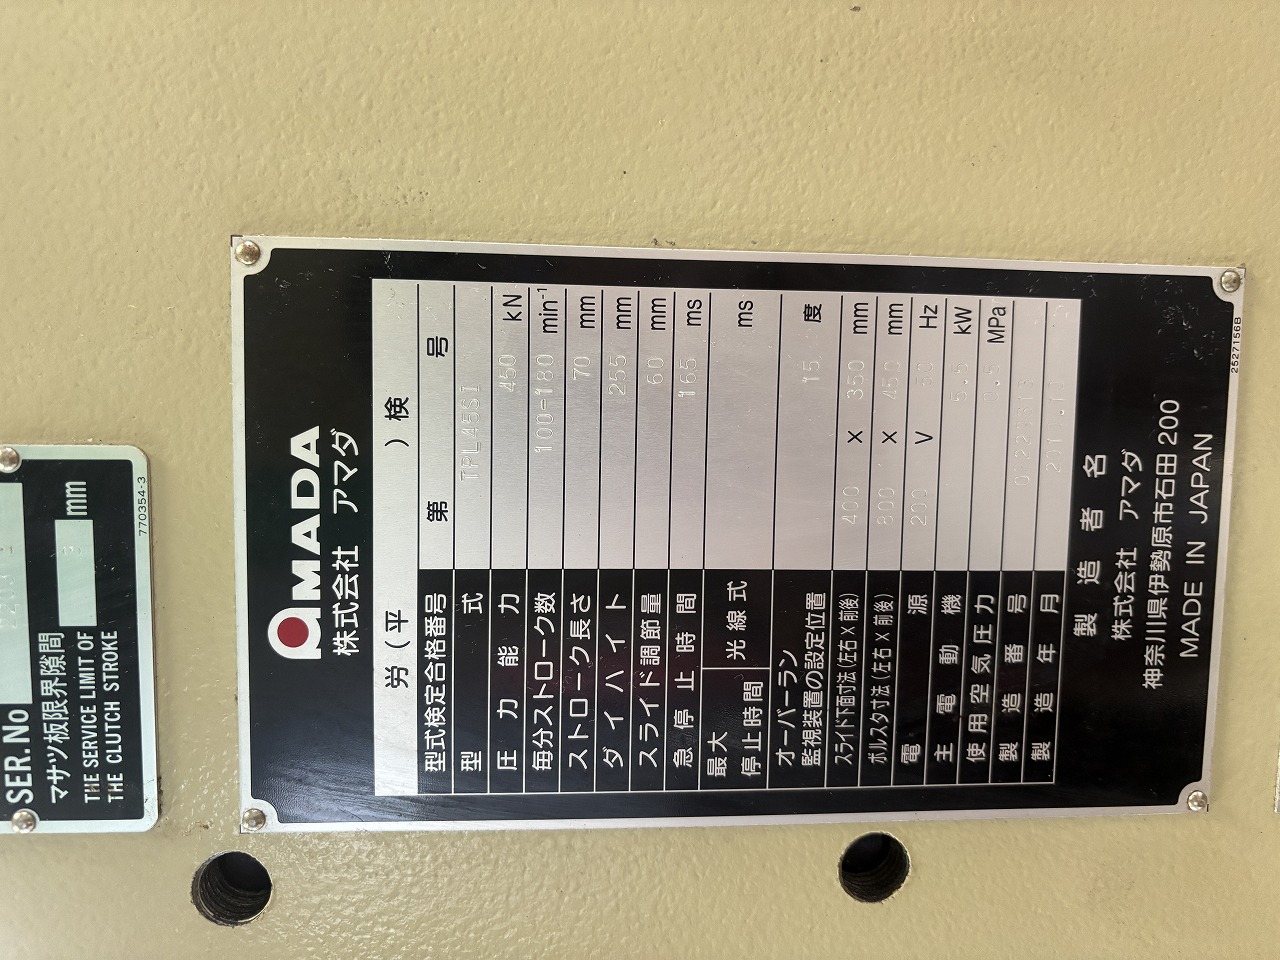 SER.No
マサツ板限界隙間 mm
THE SERVICE LIMIT OF
THE CLUTCH STROKE
770354-3
AMADA
株式会社 アマダ
労(平 )検
型式検定合格番号 第 号
型式 TPL45SI
圧力能力 450 kN
毎分ストローク数 100-180 min⁻¹
ストローク長さ 70 mm
ダイハイト 255 mm
スライド調節量 60 mm
急停止時間 165 ms
最大停止時間 光線式 ms
オーバーラン
監視装置の設定位置 15 度
スライド下面寸法(左右×前後) 400 X 350 mm
ボルスタ寸法(左右×前後) 800 X 450 mm
電源 200 V Hz
主電動機 5.5 kW
使用空気圧力 MPa
製造番号
製造年月
製造者名
株式会社 アマダ
神奈川県伊勢原市石田200
MADE IN JAPAN
2527156B